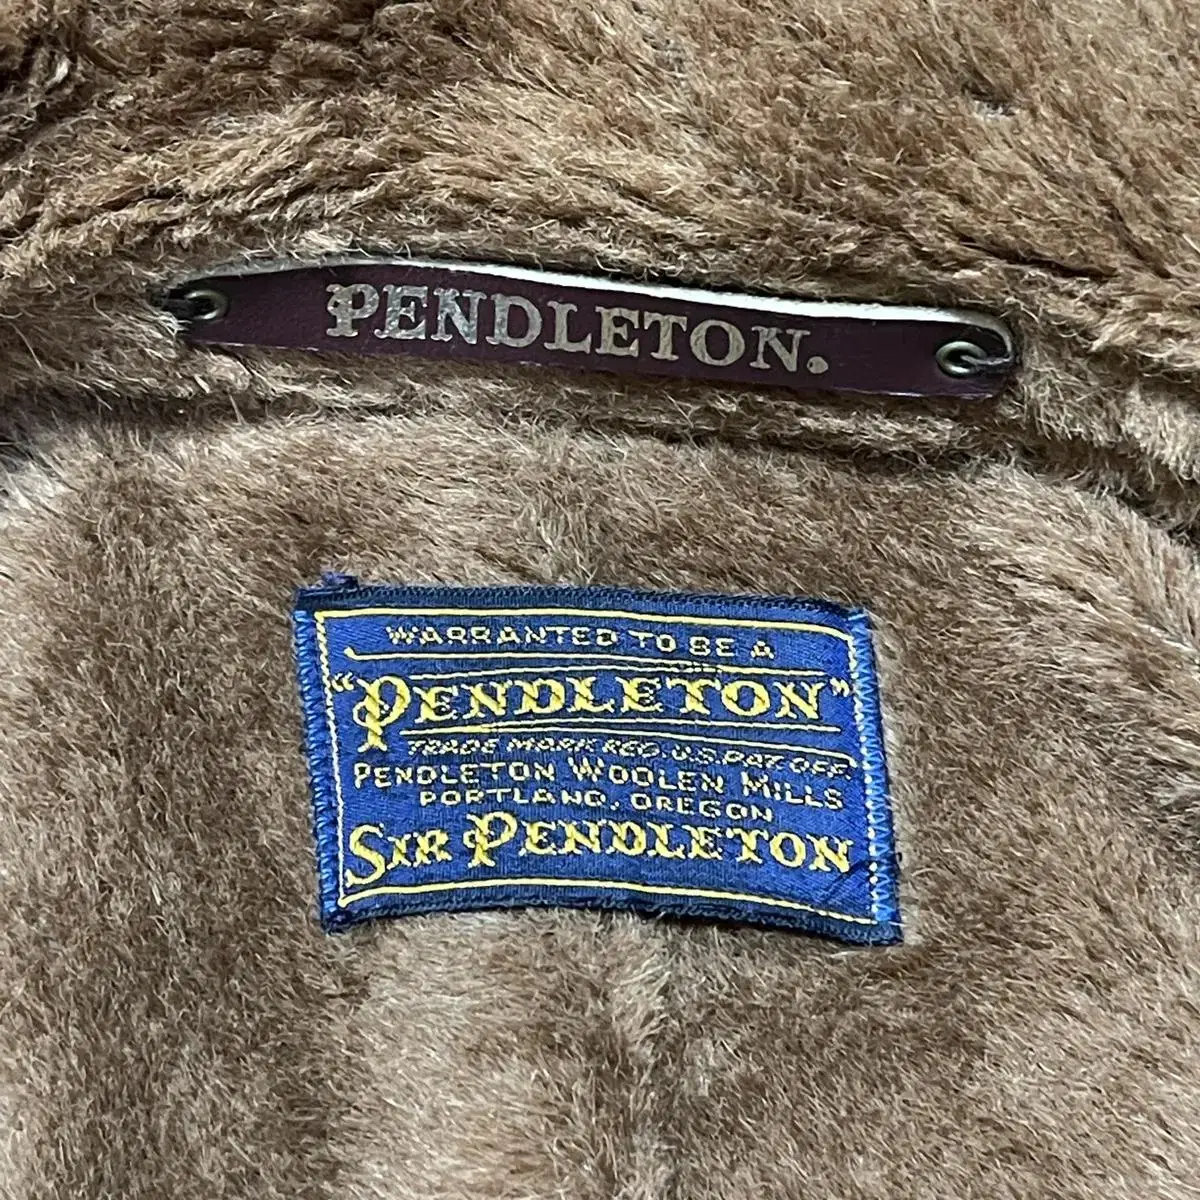 PENDLETON.
WARRANTED TO BE A
"PENDLETON"
TRADE MARK REG. U.S. PAT. OFF.
PENDLETON WOOLEN MILLS
PORTLAND, OREGON
SIR PENDLETON